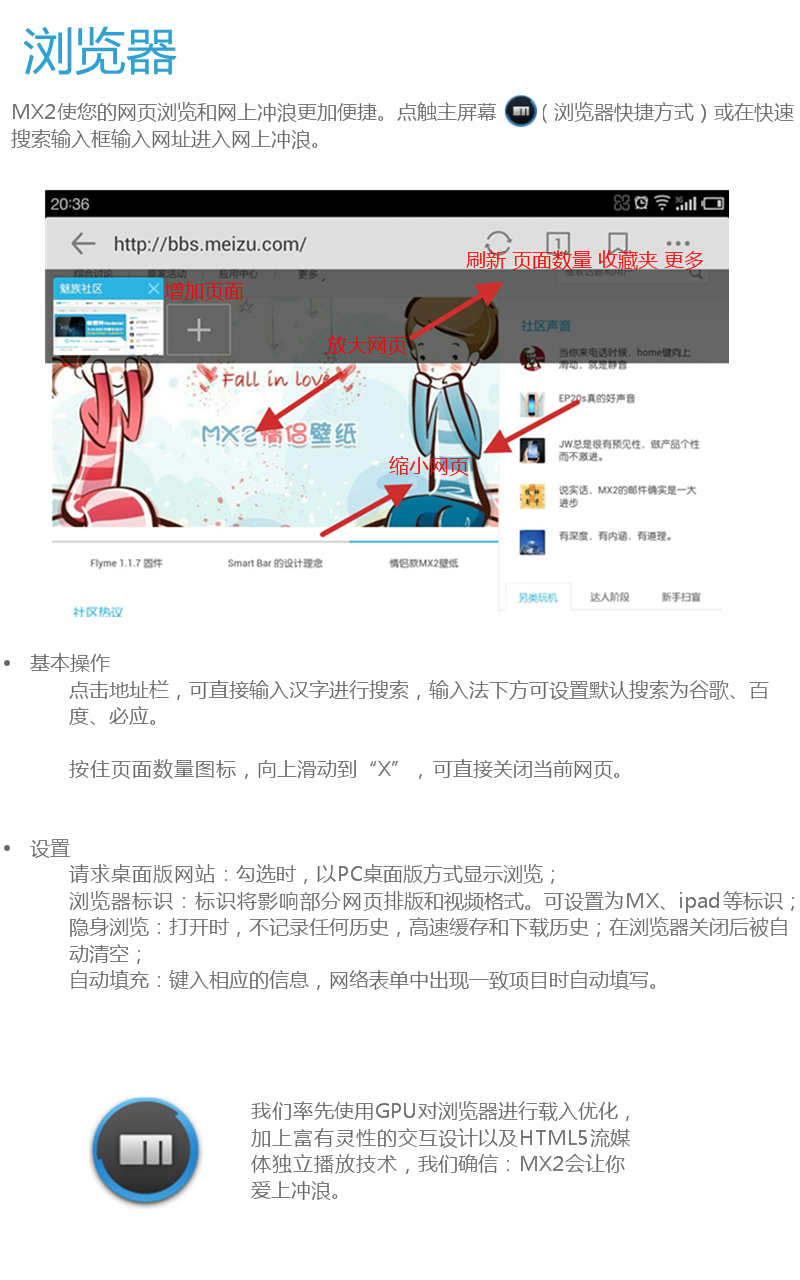 浏览器
MX2使您的网页浏览和网上冲浪更加便捷。点触主屏幕 (浏览器快捷方式)或在快速
搜索输入框输入网址进入网上冲浪。
20:36
3G
← http://bbs.meizu.com/ 1
刷新 页面数量 收藏夹 更多
综合讨论 应用中心 更多
魅族社区
增加页面
放大网页
社区声音
当你来电话时候，home键向上
滑动，就是静音
Fall in love
EP20s真的好声音
MX2情侣壁纸
JW总是很有预见性，做产品个性
而不激进。
缩小网页
说实话，MX2的邮件确实是一大
进步
有深度，有内涵，有道理。
Flyme 1.1.7 固件 Smart Bar 的设计理念 情侣款MX2壁纸
另类玩机 达人阶段 新手扫盲
社区热议
• 基本操作
点击地址栏，可直接输入汉字进行搜索，输入法下方可设置默认搜索为谷歌、百
度、必应。
按住页面数量图标，向上滑动到“X”，可直接关闭当前网页。
• 设置
请求桌面版网站：勾选时，以PC桌面版方式显示浏览；
浏览器标识：标识将影响部分网页排版和视频格式。可设置为MX、ipad等标识；
隐身浏览：打开时，不记录任何历史，高速缓存和下载历史；在浏览器关闭后被自
动清空；
自动填充：键入相应的信息，网络表单中出现一致项目时自动填写。
我们率先使用GPU对浏览器进行载入优化，
加上富有灵性的交互设计以及HTML5流媒
体独立播放技术，我们确信：MX2会让你
爱上冲浪。